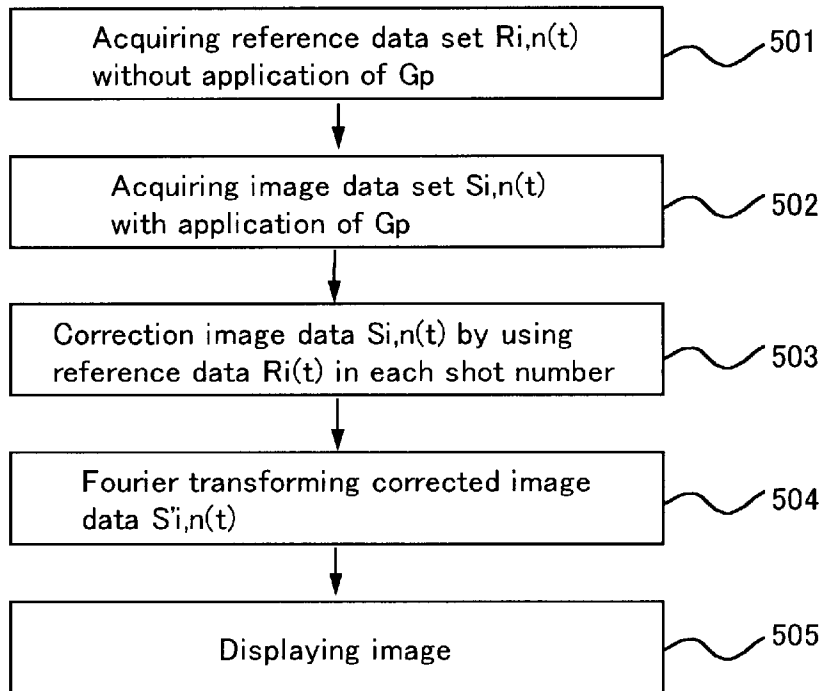 Acquiring reference data set Ri,n(t)
without application of Gp
501
Acquiring image data set Si,n(t)
with application of Gp
502
Correction image data Si,n(t) by using
reference data Ri(t) in each shot number
503
Fourier transforming corrected image
data S'i,n(t)
504
Displaying image
505